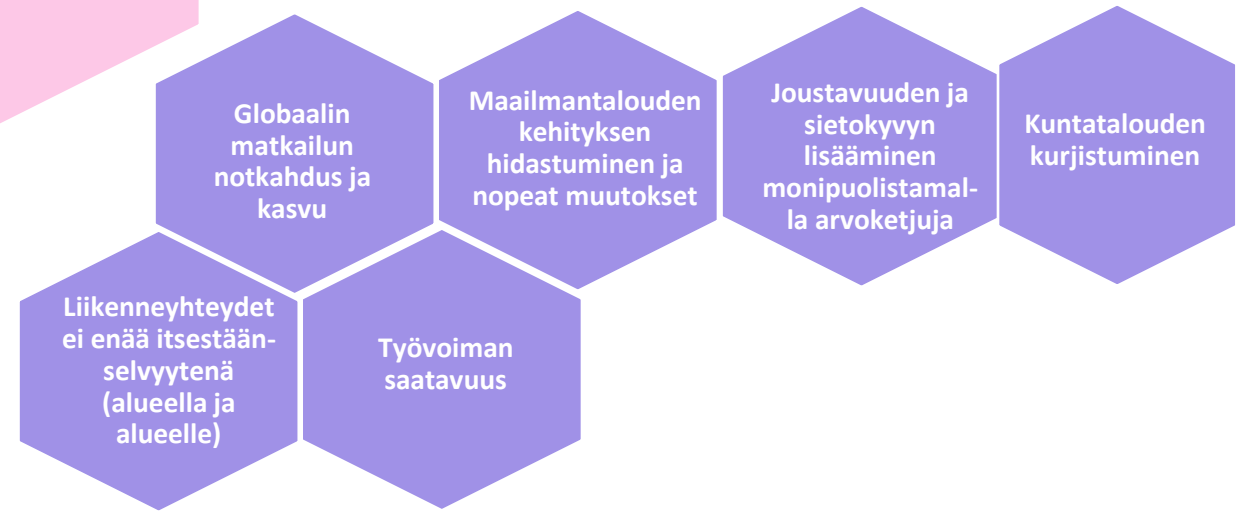 Globaalin
matkailun
notkahdus ja
kasvu
Maailmantalouden
kehityksen
hidastuminen ja
nopeat muutokset
Joustavuuden ja
sietokyvyn
lisääminen
monipuolistamal-
la arvoketjuja
Kuntatalouden
kurjistuminen
Liikenneyhteydet
ei enää itsestään-
selvyytenä
(alueella ja
alueelle)
Työvoiman
saatavuus